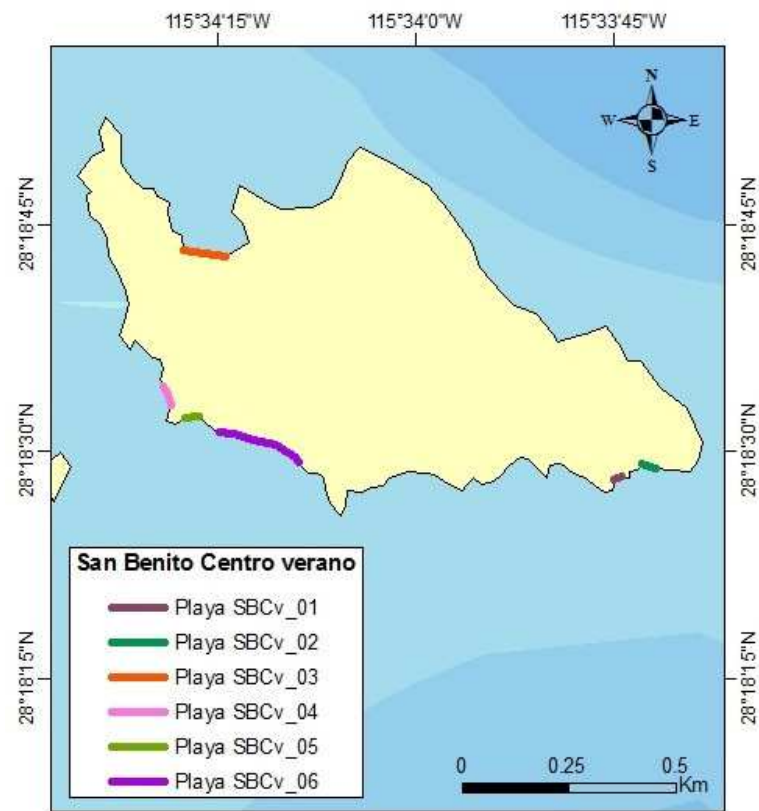 115°34'15"W 115°34'0"W 115°33'45"W
N
W E
S
28°18'45"N 28°18'45"N
28°18'30"N 28°18'30"N
28°18'15"N 28°18'15"N
San Benito Centro verano
Playa SBCv_01
Playa SBCv_02
Playa SBCv_03
Playa SBCv_04
Playa SBCv_05
Playa SBCv_06
0 0.25 0.5
Km